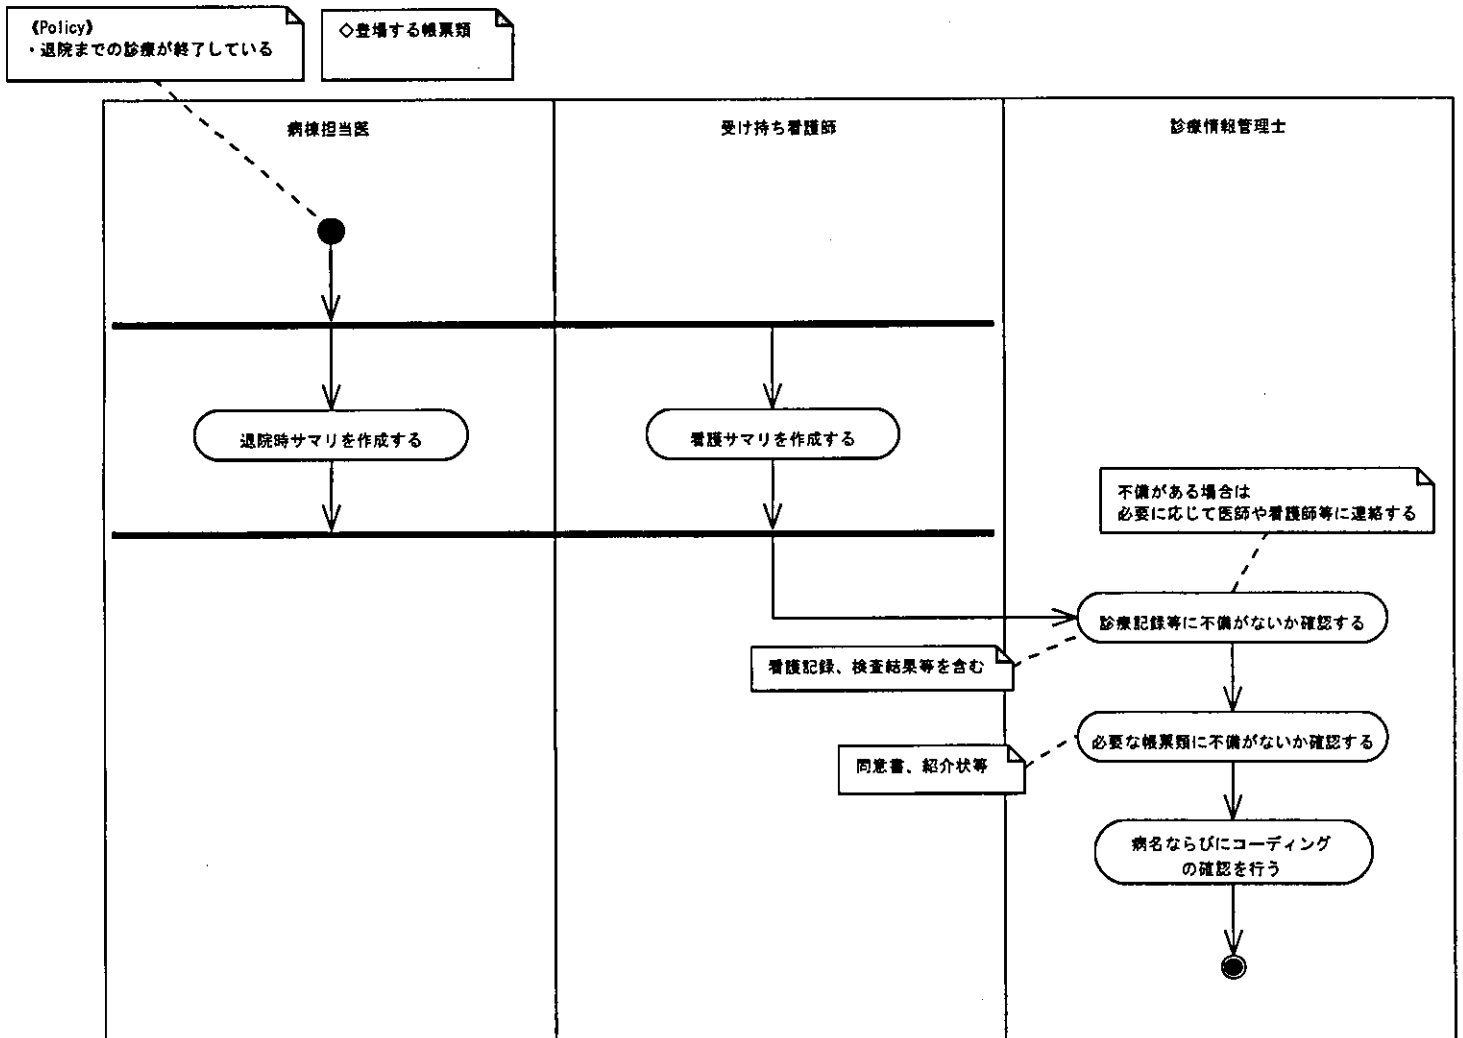 《Policy》
・退院までの診療が終了している
◇登場する帳票類
病棟担当医
受け持ち看護師
診療情報管理士
退院時サマリを作成する
看護サマリを作成する
不備がある場合は
必要に応じて医師や看護師等に連絡する
診療記録等に不備がないか確認する
看護記録、検査結果等を含む
必要な帳票類に不備がないか確認する
同意書、紹介状等
病名ならびにコーディング
の確認を行う